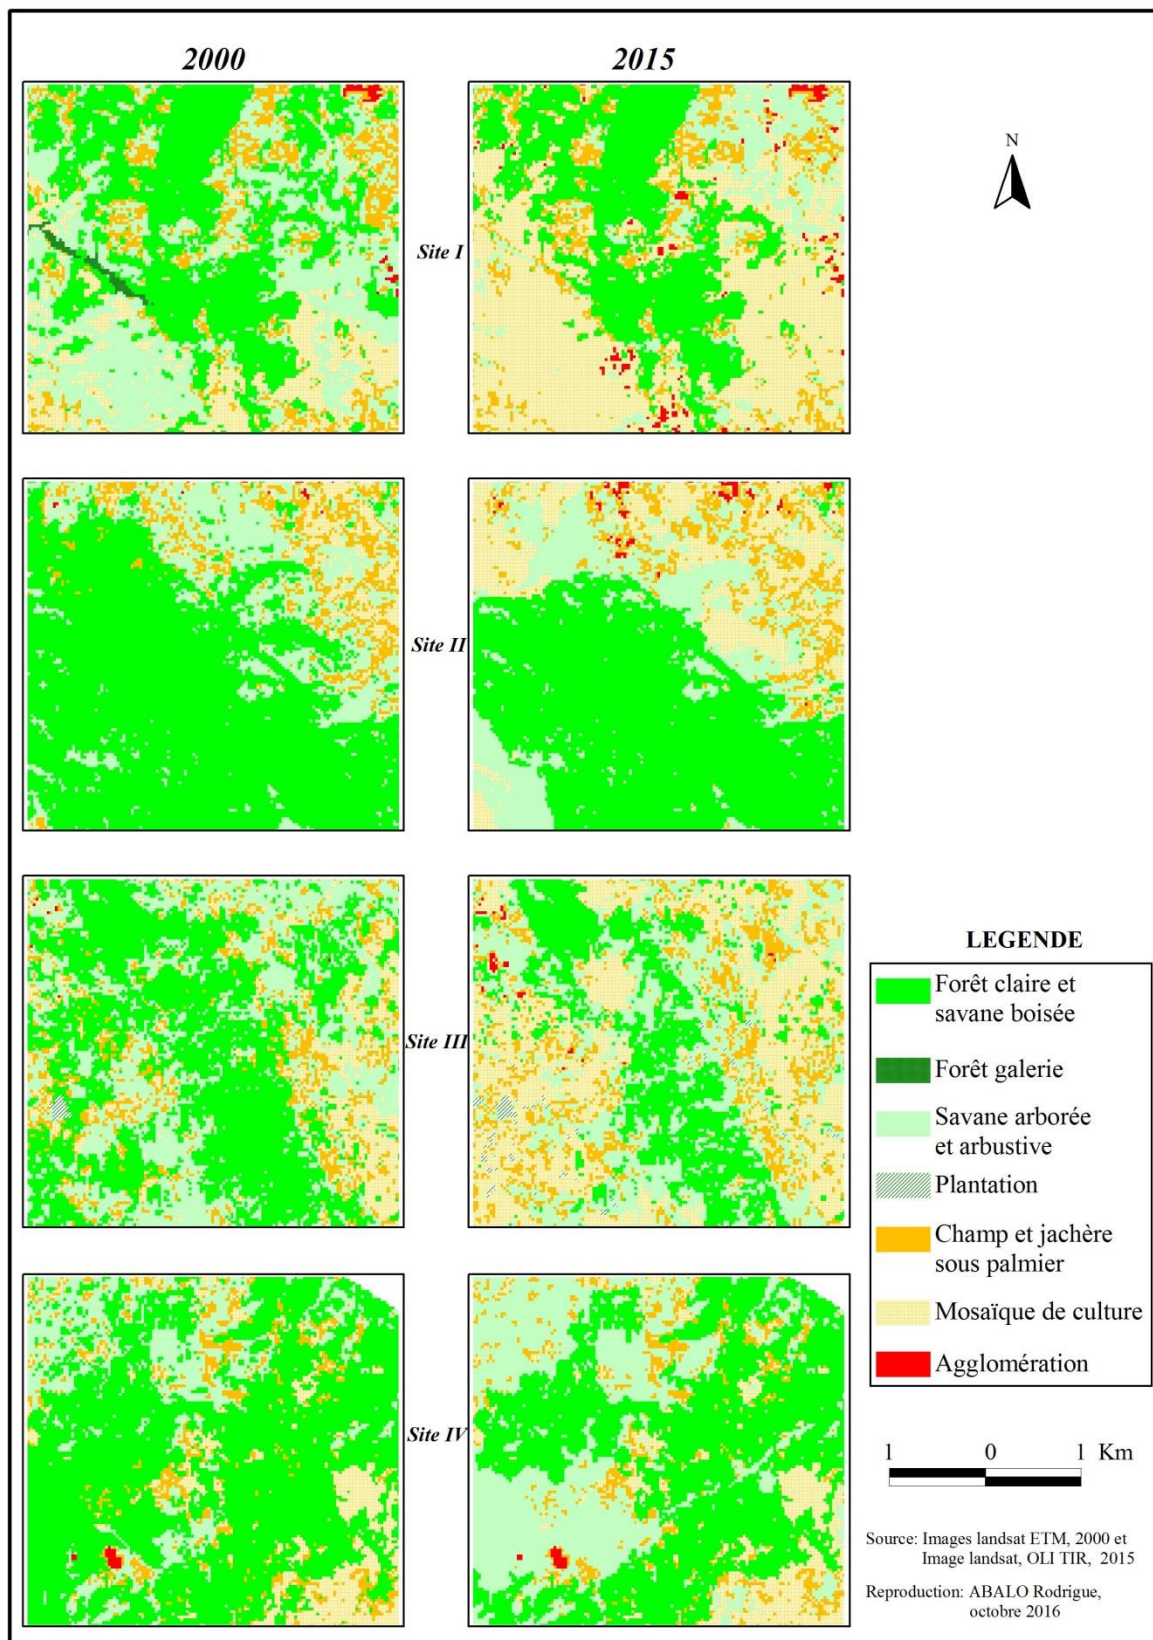 2000
2015
N
Site I
Site II
Site III
Site IV
LEGENDE
Forêt claire et
savane boisée
Forêt galerie
Savane arborée
et arbustive
Plantation
Champ et jachère
sous palmier
Mosaïque de culture
Agglomération
1 0 1 Km
Source: Images landsat ETM, 2000 et
Image landsat, OLI TIR, 2015
Reproduction: ABALO Rodrigue,
octobre 2016